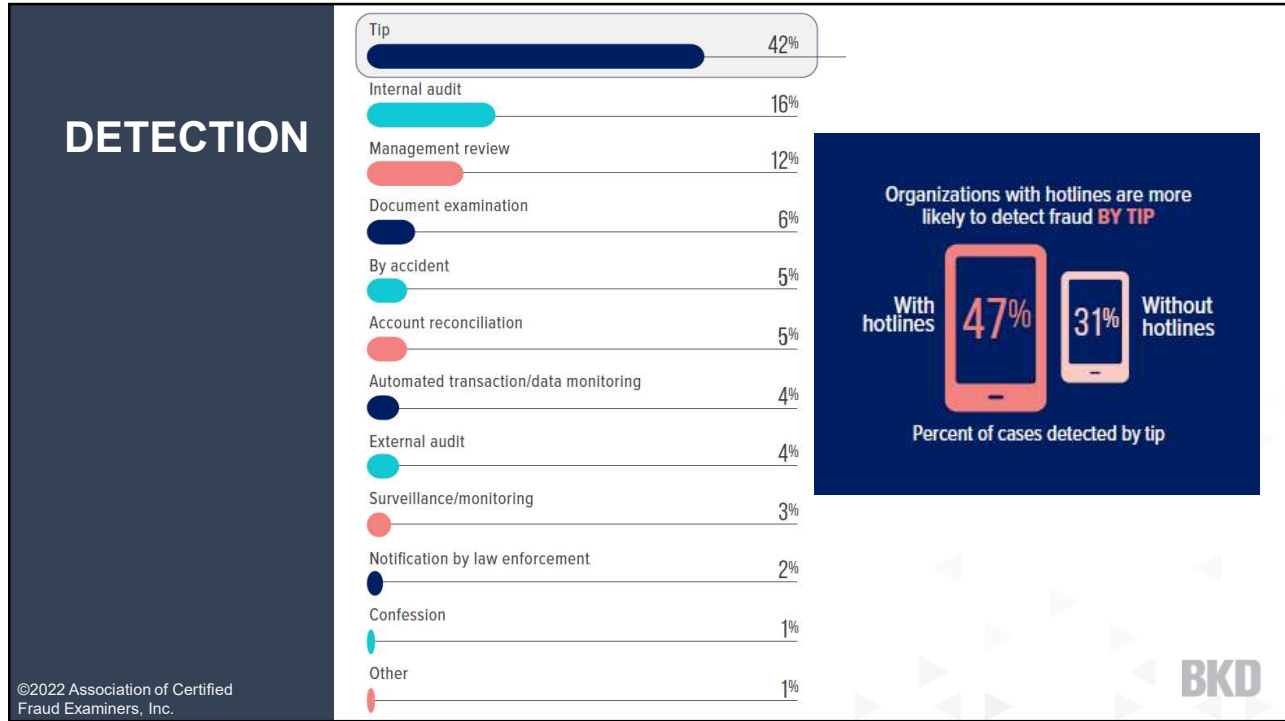 DETECTION
Tip
42%
Internal audit
16%
Management review
12%
Document examination
6%
By accident
5%
Account reconciliation
5%
Automated transaction/data monitoring
4%
External audit
4%
Surveillance/monitoring
3%
Notification by law enforcement
2%
Confession
1%
Other
1%
Organizations with hotlines are more
likely to detect fraud BY TIP
With
hotlines
47%
31%
Without
hotlines
Percent of cases detected by tip
©2022 Association of Certified
Fraud Examiners, Inc.
BKD